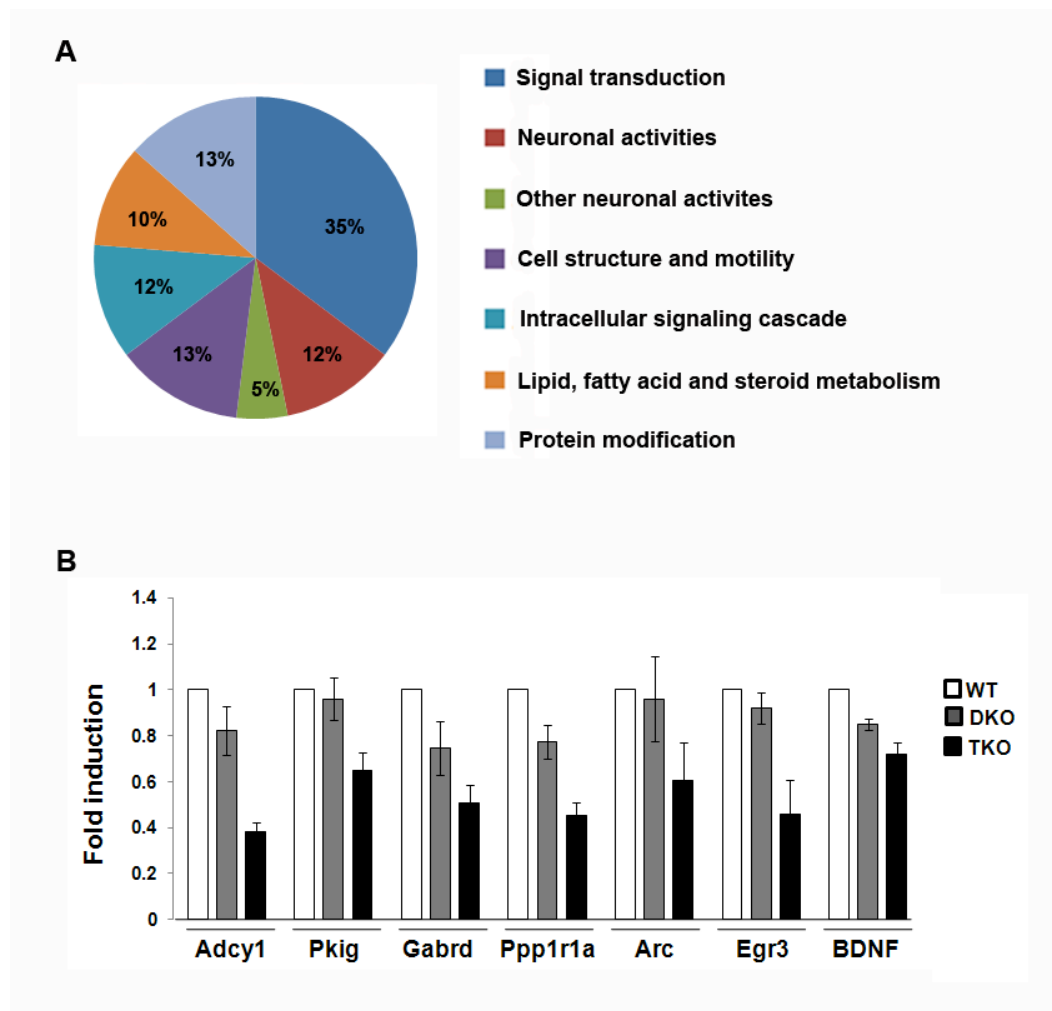 A
Signal transduction
Neuronal activities
Other neuronal activites
Cell structure and motility
Intracellular signaling cascade
Lipid, fatty acid and steroid metabolism
Protein modification
13%
35%
10%
12%
13%
5%
12%
B
Fold induction
1.4
1.2
1
0.8
0.6
0.4
0.2
0
WT
DKO
TKO
Adcy1 Pkig Gabrd Ppp1r1a Arc Egr3 BDNF